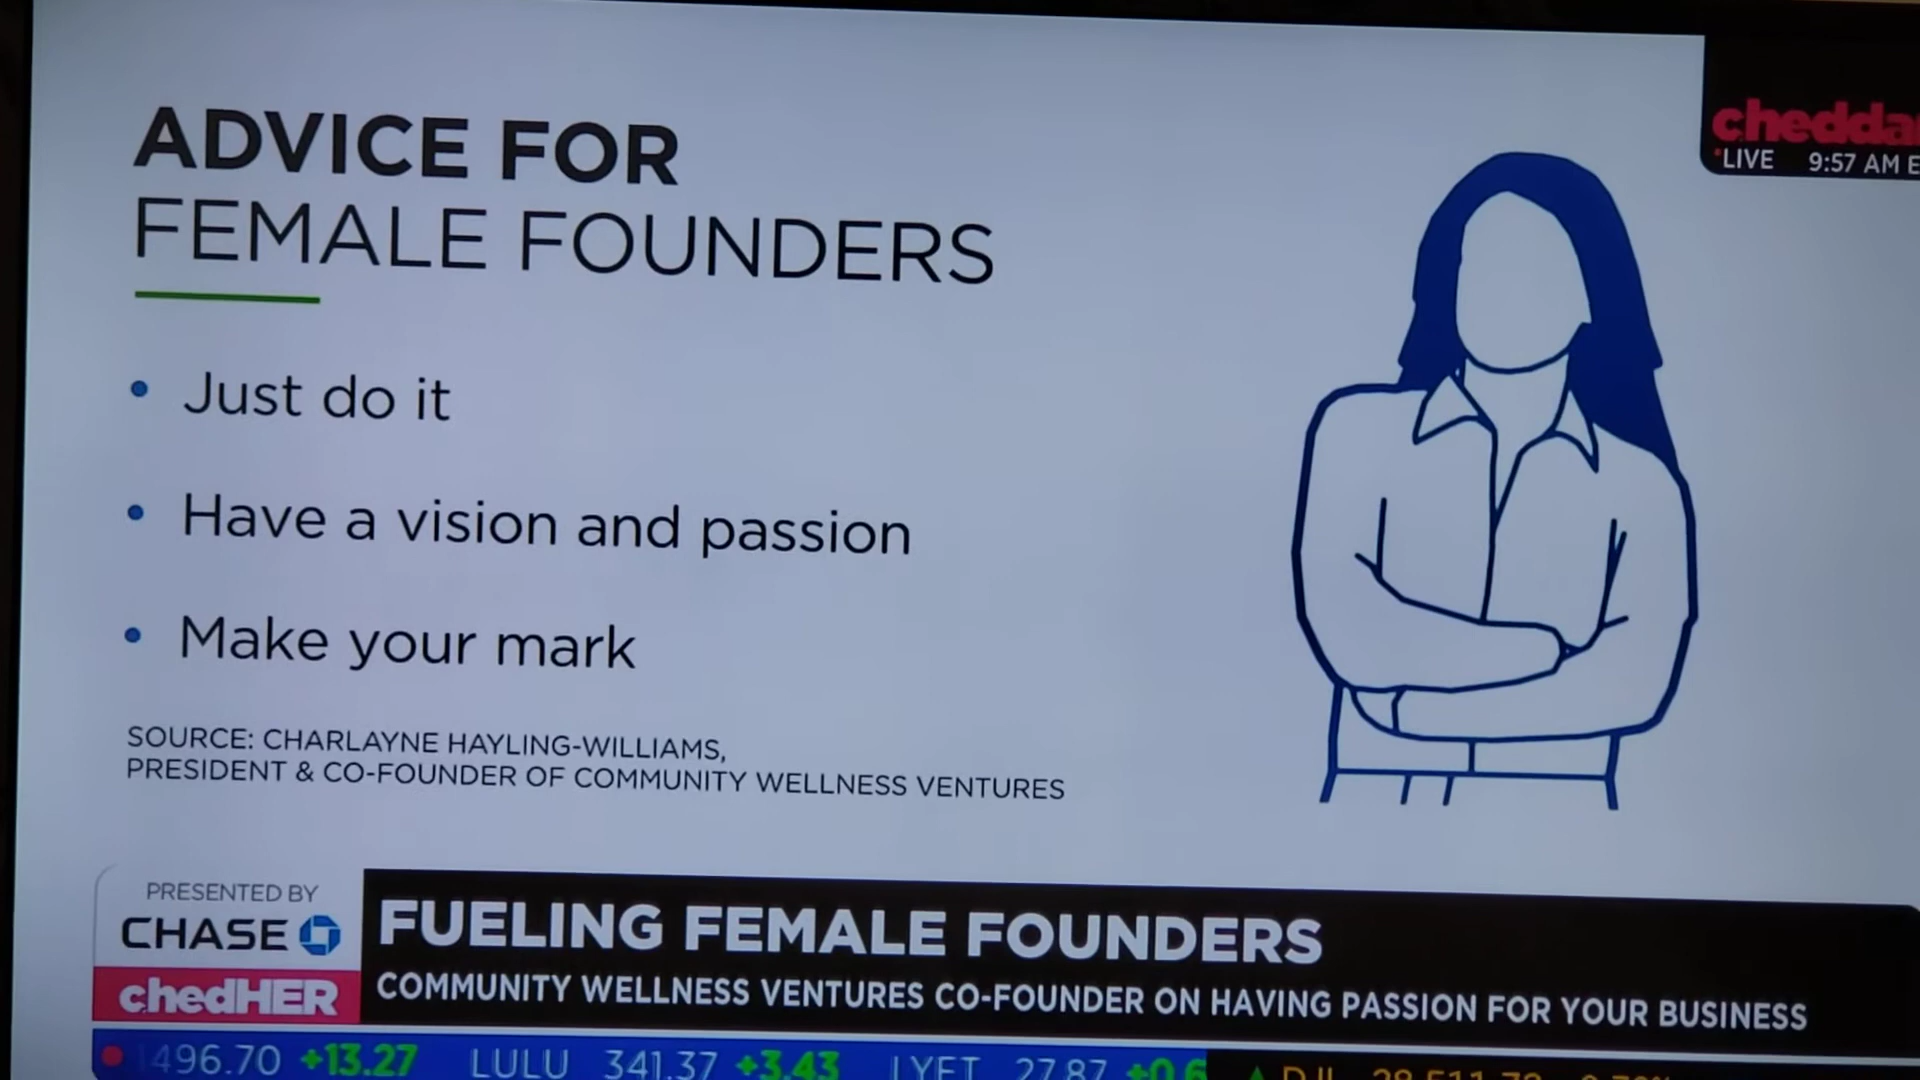 ADVICE FOR
FEMALE FOUNDERS
• Just do it
• Have a vision and passion
• Make your mark
SOURCE: CHARLAYNE HAYLING-WILLIAMS,
PRESIDENT & CO-FOUNDER OF COMMUNITY WELLNESS VENTURES
LIVE 9:57 AM
PRESENTED BY
CHASE
chedHER
FUELING FEMALE FOUNDERS
COMMUNITY WELLNESS VENTURES CO-FOUNDER ON HAVING PASSION FOR YOUR BUSINESS
496.70 +13.27 LULU 341.37 +3.43 LYFT 27.87